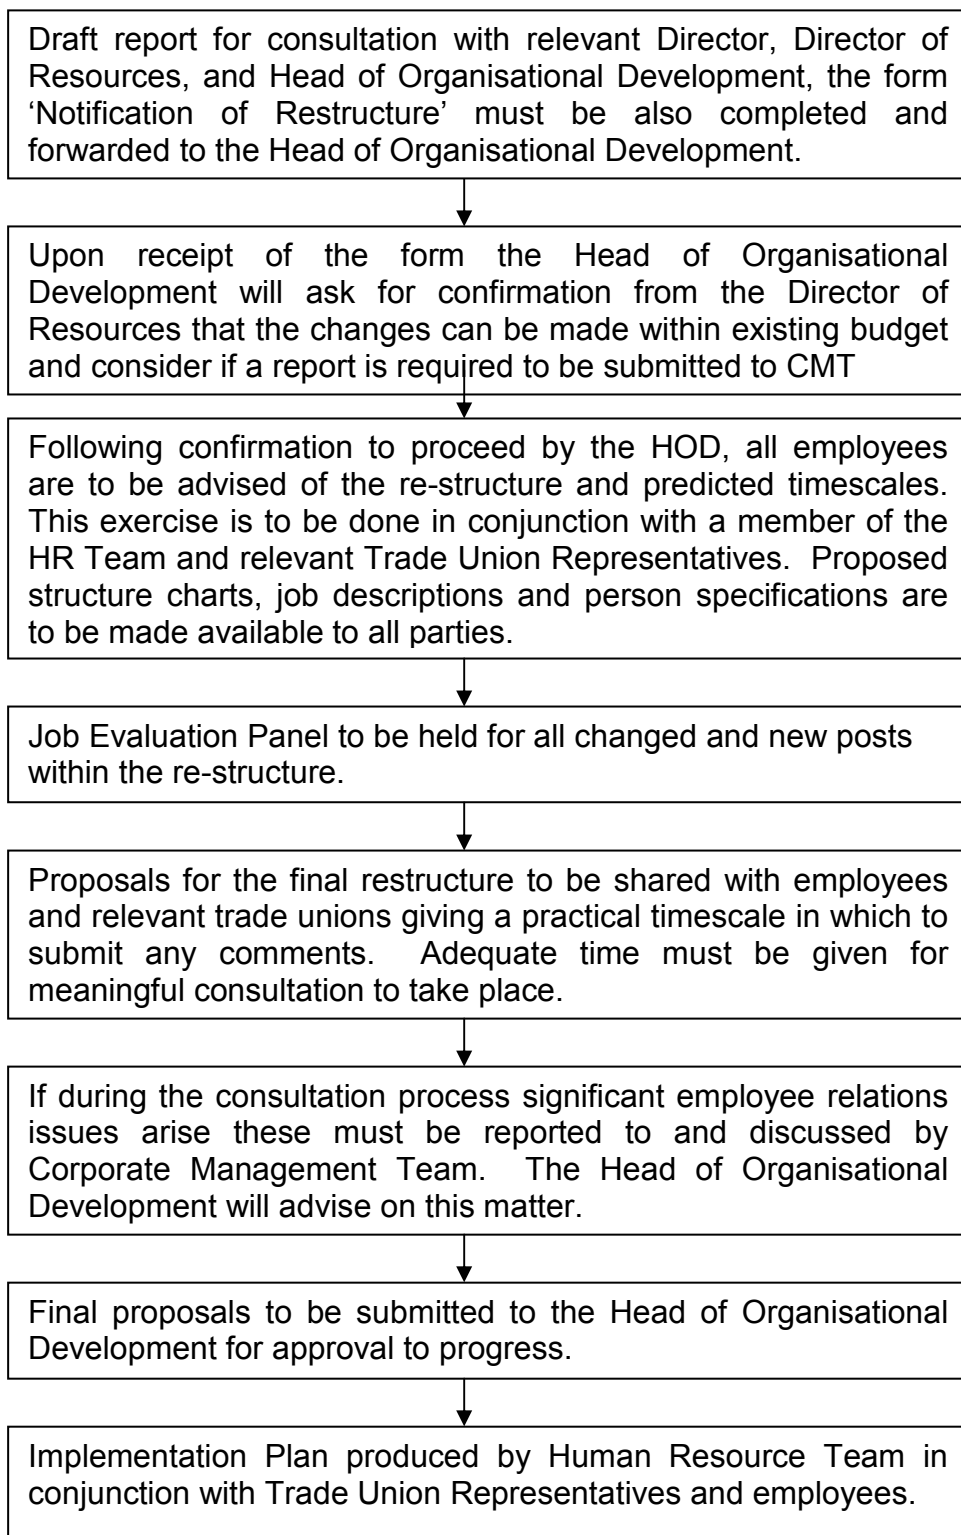 Draft report for consultation with relevant Director, Director of
Resources, and Head of Organisational Development, the form
‘Notification of Restructure’ must be also completed and
forwarded to the Head of Organisational Development.
Upon receipt of the form the Head of Organisational
Development will ask for confirmation from the Director of
Resources that the changes can be made within existing budget
and consider if a report is required to be submitted to CMT
Following confirmation to proceed by the HOD, all employees
are to be advised of the re-structure and predicted timescales.
This exercise is to be done in conjunction with a member of the
HR Team and relevant Trade Union Representatives. Proposed
structure charts, job descriptions and person specifications are
to be made available to all parties.
Job Evaluation Panel to be held for all changed and new posts
within the re-structure.
Proposals for the final restructure to be shared with employees
and relevant trade unions giving a practical timescale in which to
submit any comments. Adequate time must be given for
meaningful consultation to take place.
If during the consultation process significant employee relations
issues arise these must be reported to and discussed by
Corporate Management Team. The Head of Organisational
Development will advise on this matter.
Final proposals to be submitted to the Head of Organisational
Development for approval to progress.
Implementation Plan produced by Human Resource Team in
conjunction with Trade Union Representatives and employees.